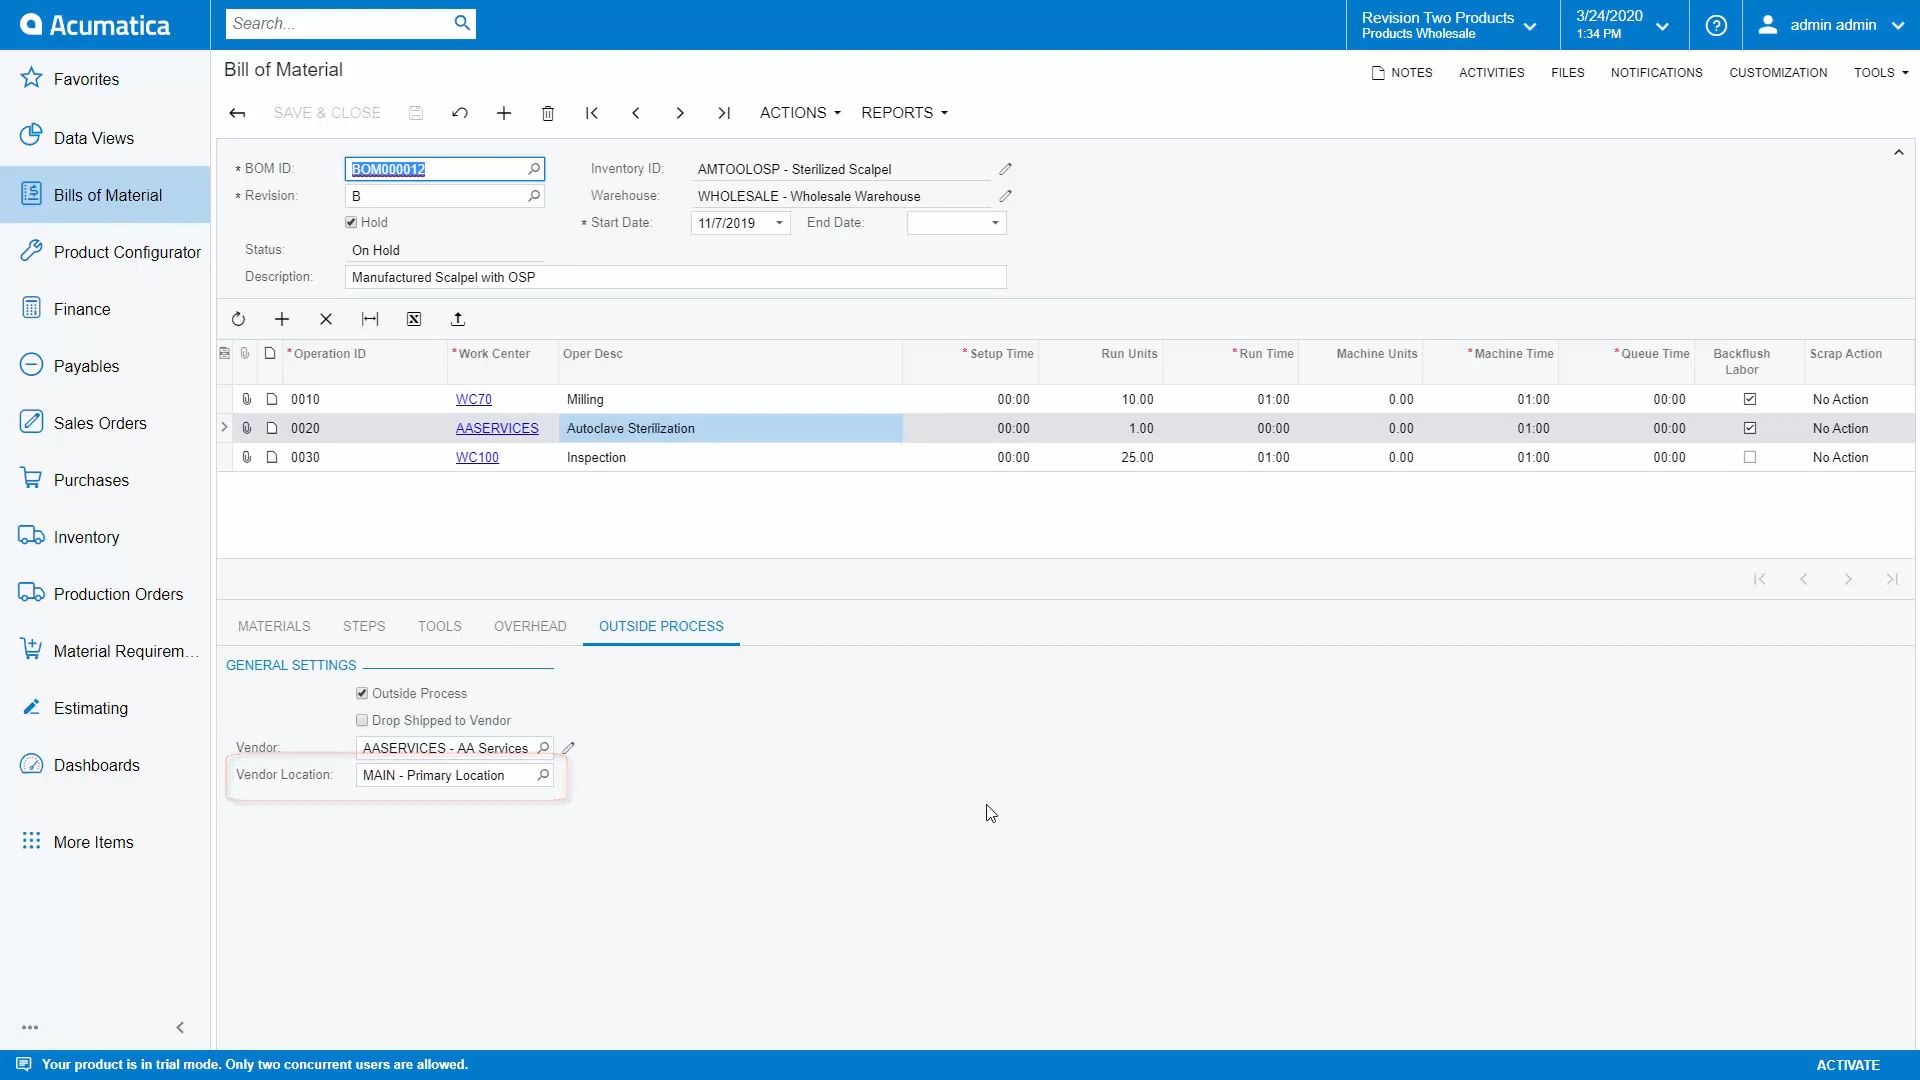 Acumatica
Search...
Revision Two Products
Products Wholesale
3/24/2020
1:34 PM
admin admin
Favorites
Data Views
Bills of Material
Product Configurator
Finance
Payables
Sales Orders
Purchases
Inventory
Production Orders
Material Requirem...
Estimating
Dashboards
More Items
Bill of Material
NOTES ACTIVITIES FILES NOTIFICATIONS CUSTOMIZATION TOOLS
SAVE & CLOSE ACTIONS REPORTS
* BOM ID: BOM000012 Inventory ID: AMTOOLOSP - Sterilized Scalpel
* Revision: B Warehouse: WHOLESALE - Wholesale Warehouse
Hold * Start Date: 11/7/2019 End Date:
Status: On Hold
Description: Manufactured Scalpel with OSP
* Operation ID * Work Center Oper Desc * Setup Time Run Units * Run Time Machine Units * Machine Time * Queue Time Backflush Labor Scrap Action
0010 WC70 Milling 00:00 10.00 01:00 0.00 01:00 00:00 No Action
0020 AASERVICES Autoclave Sterilization 00:00 1.00 00:00 0.00 01:00 00:00 No Action
0030 WC100 Inspection 00:00 25.00 01:00 0.00 01:00 00:00 No Action
MATERIALS STEPS TOOLS OVERHEAD OUTSIDE PROCESS
GENERAL SETTINGS
Outside Process
Drop Shipped to Vendor
Vendor: AASERVICES - AA Services
Vendor Location: MAIN - Primary Location
Your product is in trial mode. Only two concurrent users are allowed.
ACTIVATE